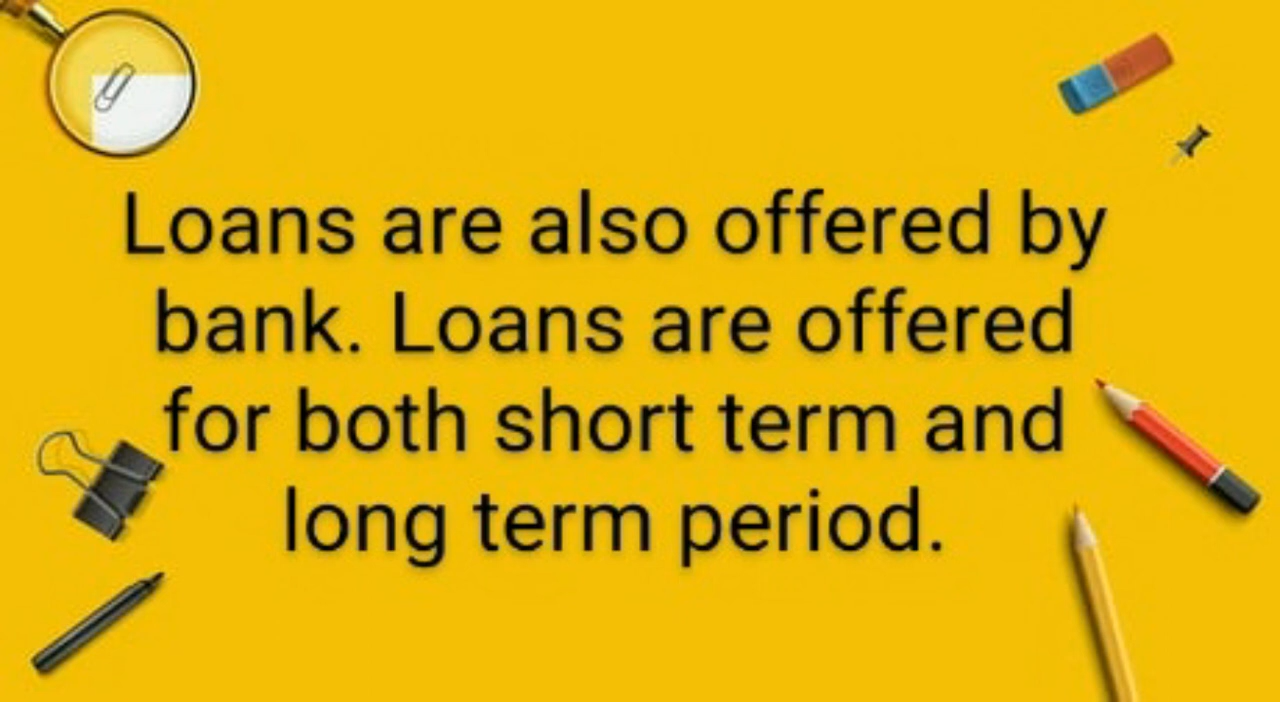 Loans are also offered by
bank. Loans are offered
for both short term and
long term period.